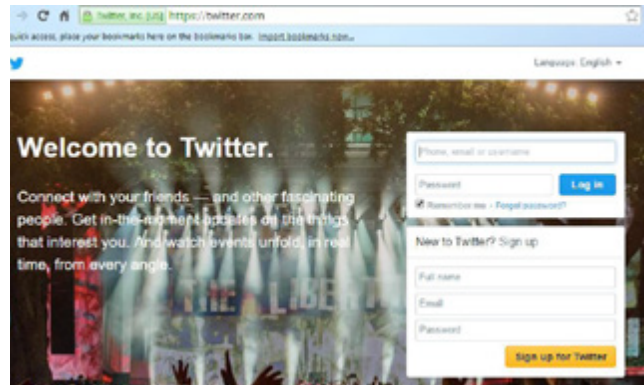 Twitter, Inc. [US] https://twitter.com
quick access, place your bookmarks here on the bookmarks bar. Import bookmarks now...
Language: English
Welcome to Twitter.
Connect with your friends — and other fascinating
people. Get in-the-moment updates on the things
that interest you. And watch events unfold, in real
time, from every angle.
Phone, email or username
Password
Log in
Remember me · Forgot password?
New to Twitter? Sign up
Full name
Email
Password
Sign up for Twitter
THE LIBERT